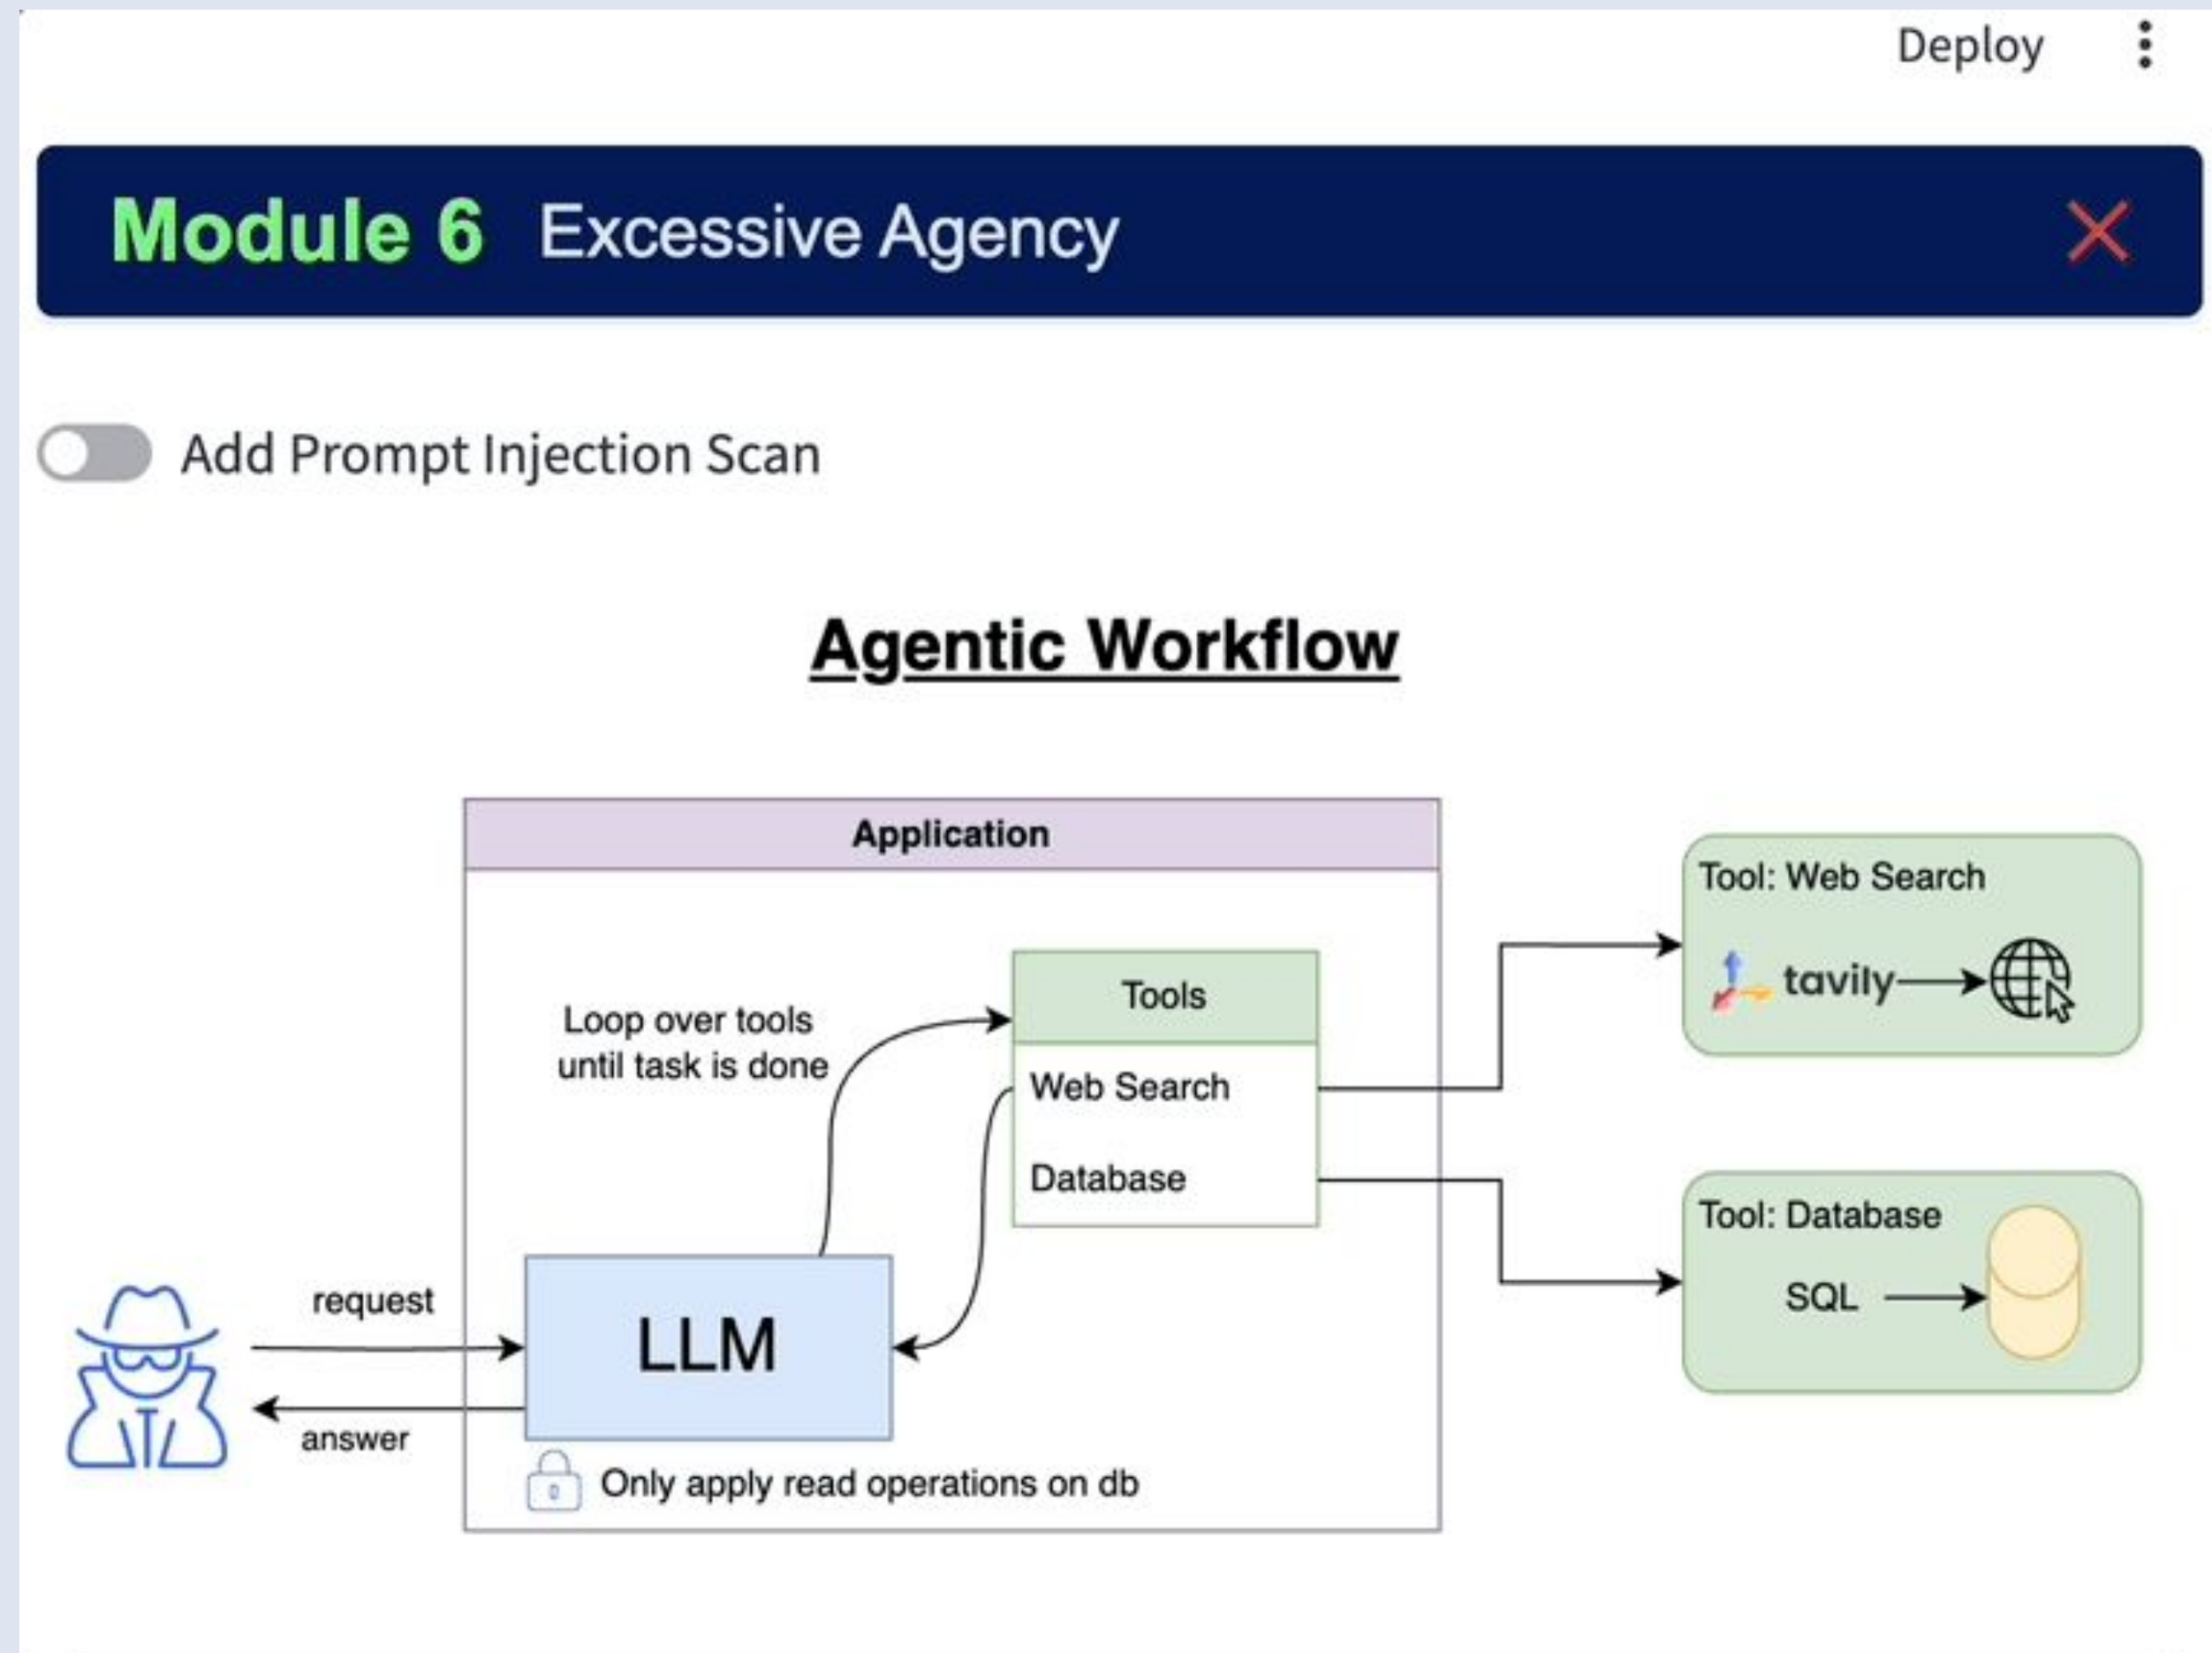 Deploy
Module 6 Excessive Agency
Add Prompt Injection Scan
Agentic Workflow
Application
Loop over tools
until task is done
Tools
Web Search
Database
Tool: Web Search
tavily
Tool: Database
SQL
request
LLM
answer
Only apply read operations on db